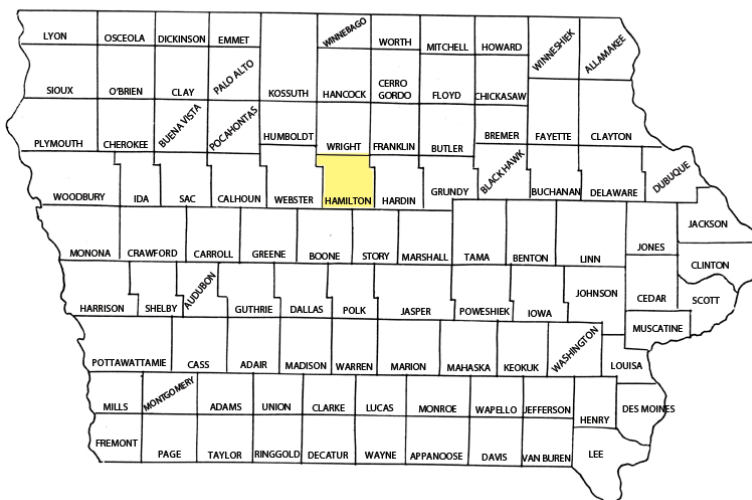 LYON OSCEOLA DICKINSON EMMET WINNEBAGO WORTH MITCHELL HOWARD WINNESHIEK ALLAMAKEE
SIOUX O'BRIEN CLAY PALO ALTO KOSSUTH HANCOCK CERRO GORDO FLOYD CHICKASAW
PLYMOUTH CHEROKEE BUENA VISTA POCAHONTAS HUMBOLDT WRIGHT FRANKLIN BUTLER BREMER FAYETTE CLAYTON
WOODBURY IDA SAC CALHOUN WEBSTER HAMILTON HARDIN GRUNDY BLACK HAWK BUCHANAN DELAWARE DUBUQUE
MONONA CRAWFORD CARROLL GREENE BOONE STORY MARSHALL TAMA BENTON LINN JONES JACKSON
CLINTON
HARRISON SHELBY AUDUBON GUTHRIE DALLAS POLK JASPER POWESHIEK IOWA JOHNSON CEDAR SCOTT
MUSCATINE
POTTAWATTAMIE CASS ADAIR MADISON WARREN MARION MAHASKA KEOKUK WASHINGTON LOUISA
MILLS MONTGOMERY ADAMS UNION CLARKE LUCAS MONROE WAPELLO JEFFERSON HENRY DES MOINES
FREMONT PAGE TAYLOR RINGGOLD DECATUR WAYNE APPANOOSE DAVIS VAN BUREN LEE